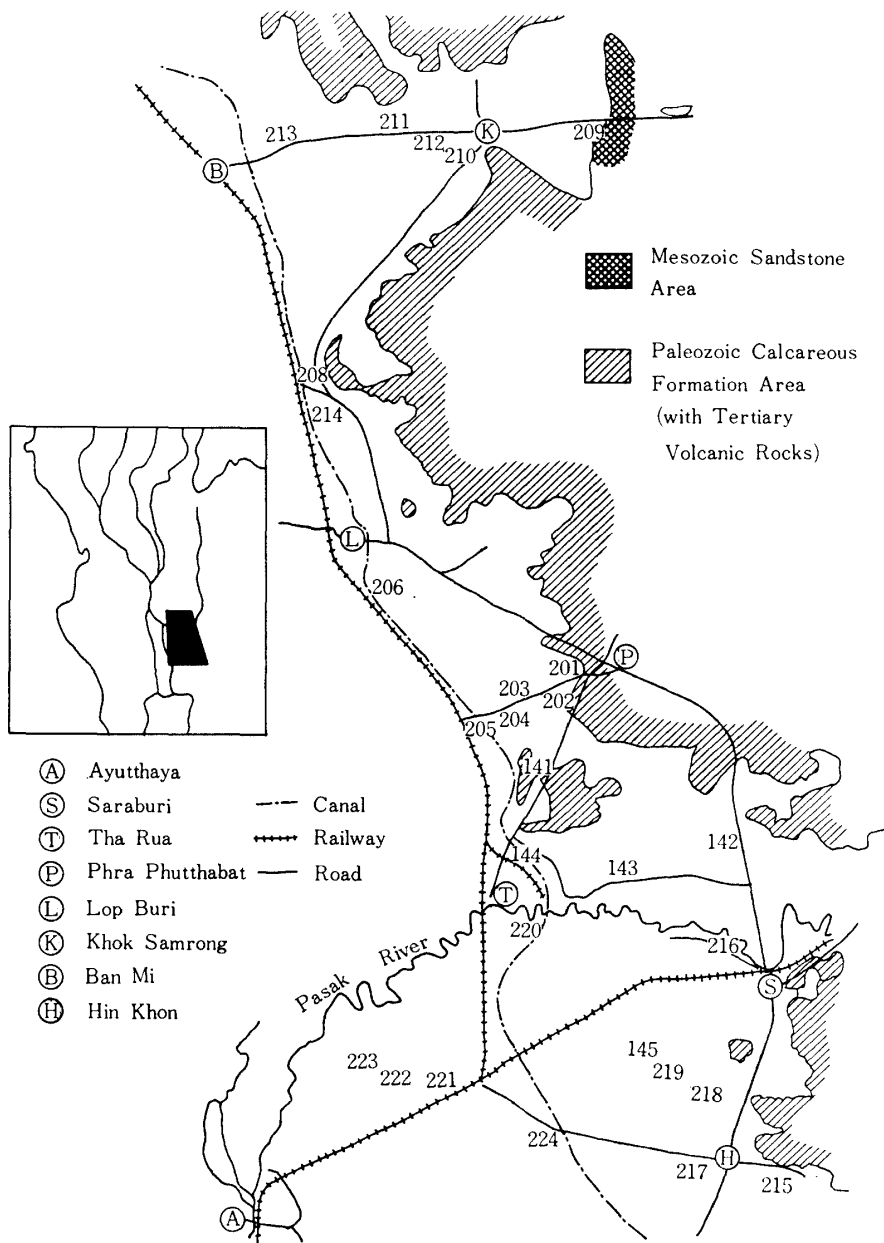 211
213
K
209
212
210
B
Mesozoic Sandstone
Area
Paleozoic Calcareous
Formation Area
(with Tertiary
Volcanic Rocks)
208
214
L
206
201
P
203
202
204
205
141
A Ayutthaya
S Saraburi
T Tha Rua
P Phra Phutthabat
L Lop Buri
K Khok Samrong
B Ban Mi
H Hin Khon
Canal
Railway
Road
142
144
143
T
220
216
S
Pasak River
145
223
219
222
221
218
224
217
H
215
A